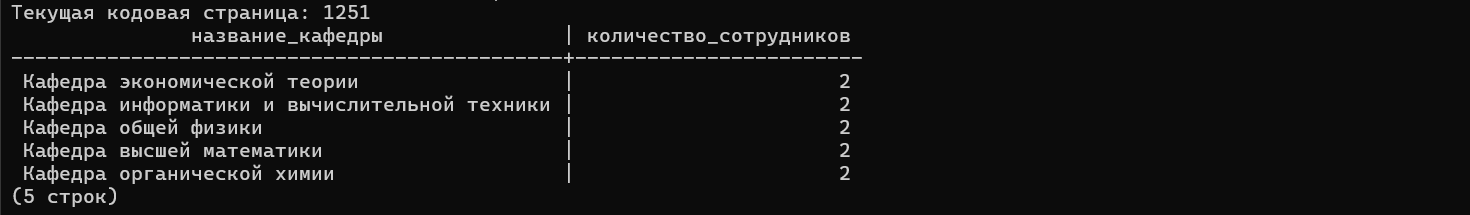 Текущая кодовая страница: 1251
название_кафедры | количество_сотрудников
----------------------------------------------+------------------------
Кафедра экономической теории | 2
Кафедра информатики и вычислительной техники | 2
Кафедра общей физики | 2
Кафедра высшей математики | 2
Кафедра органической химии | 2
(5 строк)